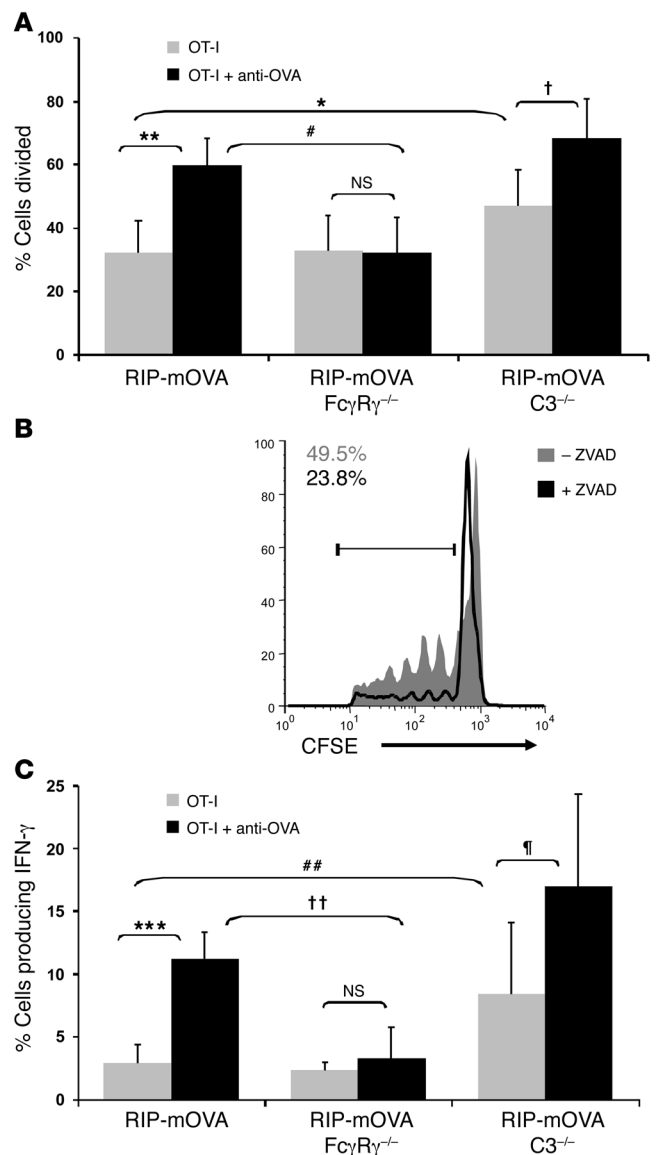 A
100
80
60
40
20
0
% Cells divided
OT-I
OT-I + anti-OVA
*
**
#
NS
†
RIP-mOVA
RIP-mOVA
FcγRγ–/–
RIP-mOVA
C3–/–
B
49.5%
23.8%
– ZVAD
+ ZVAD
100
80
60
40
20
0
10⁰
10¹
10²
10³
10⁴
CFSE
C
25
20
15
10
5
0
% Cells producing IFN-γ
OT-I
OT-I + anti-OVA
##
††
***
NS
¶
RIP-mOVA
RIP-mOVA
FcγRγ–/–
RIP-mOVA
C3–/–